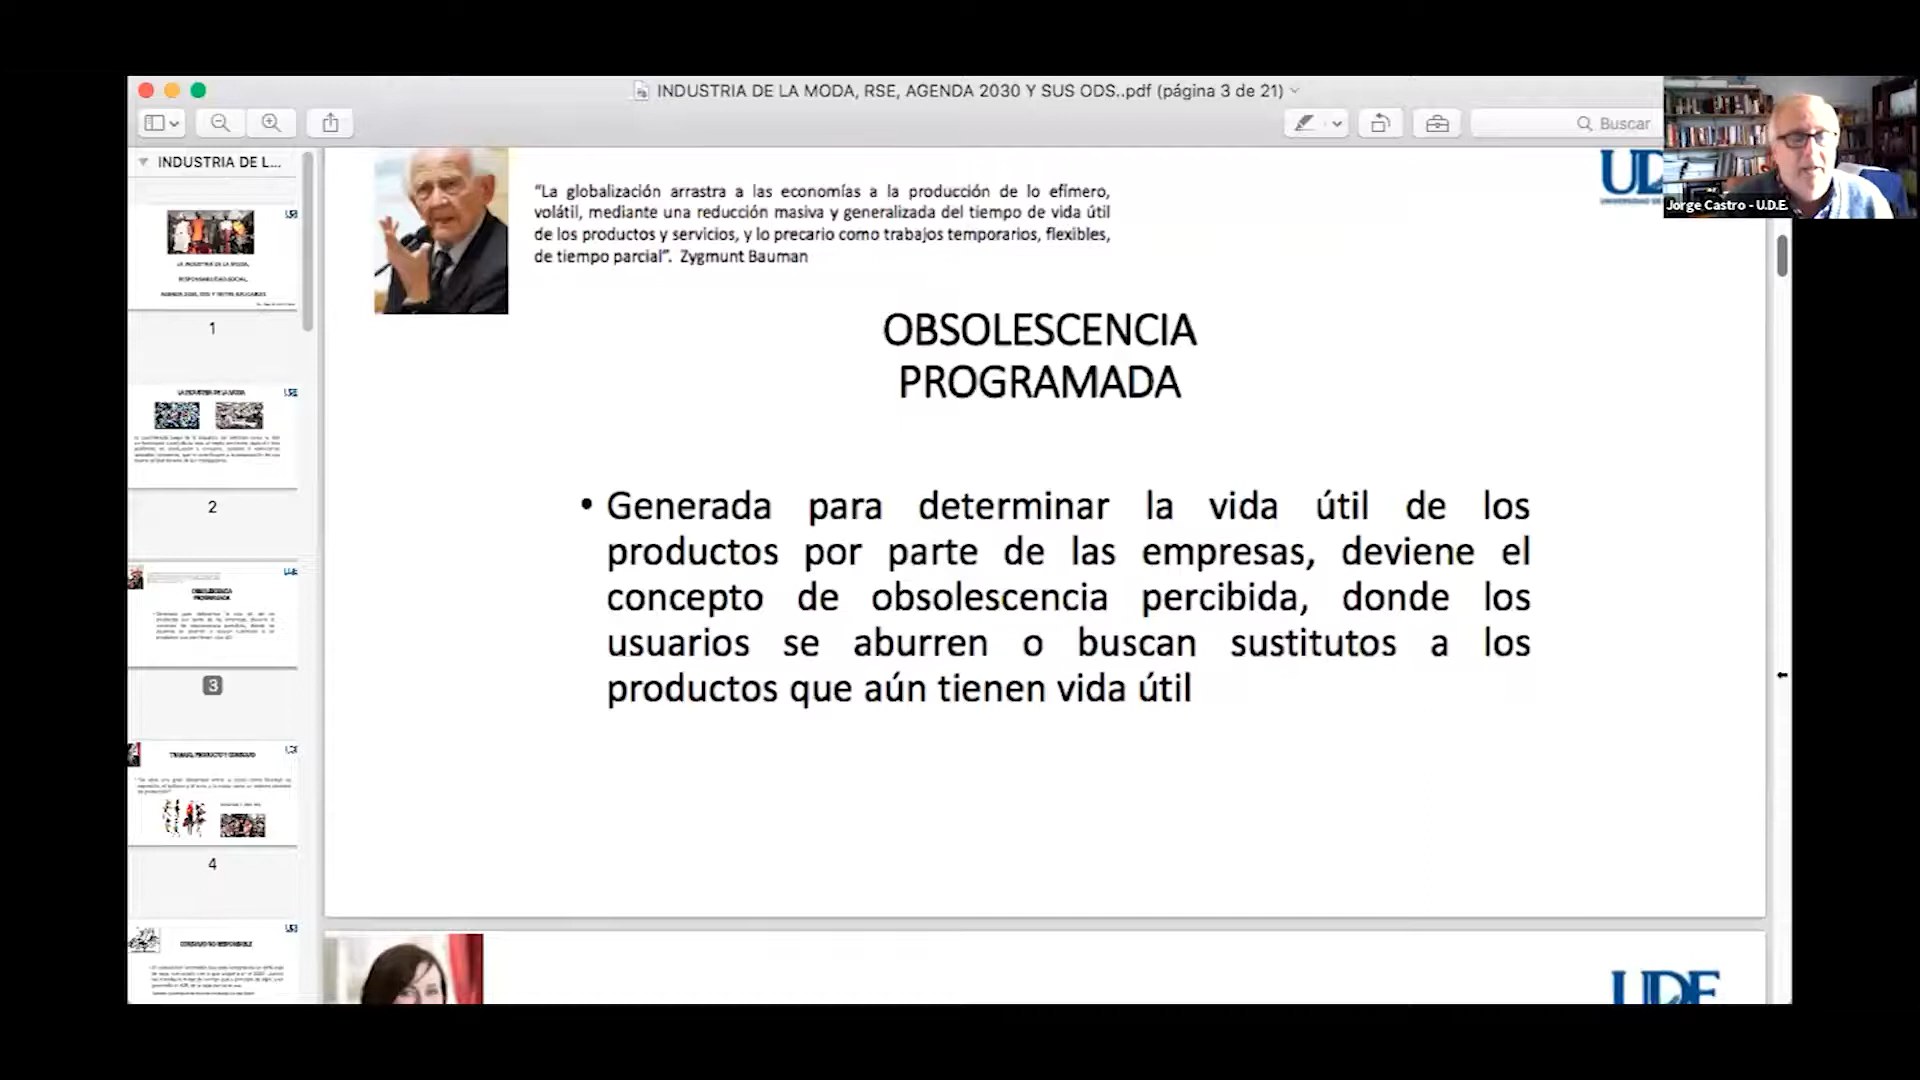 INDUSTRIA DE LA MODA, RSE, AGENDA 2030 Y SUS ODS..pdf (página 3 de 21)
Buscar
Jorge Castro - U.D.E.
INDUSTRIA DE L...
1
2
3
4
“La globalización arrastra a las economías a la producción de lo efímero,
volátil, mediante una reducción masiva y generalizada del tiempo de vida útil
de los productos y servicios, y lo precario como trabajos temporarios, flexibles,
de tiempo parcial”. Zygmunt Bauman
OBSOLESCENCIA
PROGRAMADA
• Generada para determinar la vida útil de los
productos por parte de las empresas, deviene el
concepto de obsolescencia percibida, donde los
usuarios se aburren o buscan sustitutos a los
productos que aún tienen vida útil
UDE